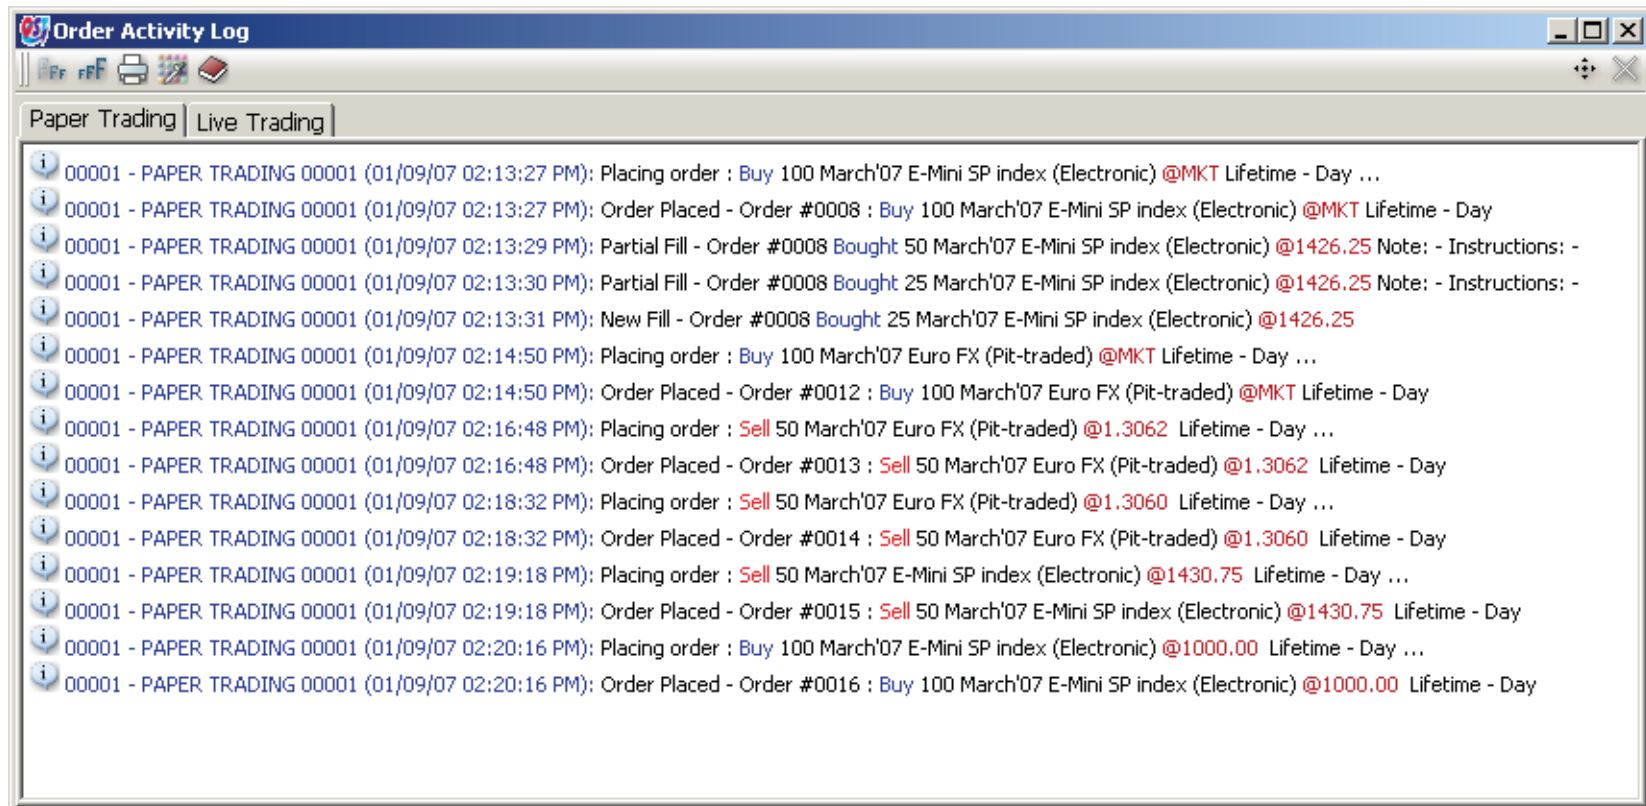 Order Activity Log
Paper Trading
Live Trading
00001 - PAPER TRADING 00001 (01/09/07 02:13:27 PM): Placing order : Buy 100 March'07 E-Mini SP index (Electronic) @MKT Lifetime - Day ...
00001 - PAPER TRADING 00001 (01/09/07 02:13:27 PM): Order Placed - Order #0008 : Buy 100 March'07 E-Mini SP index (Electronic) @MKT Lifetime - Day
00001 - PAPER TRADING 00001 (01/09/07 02:13:29 PM): Partial Fill - Order #0008 Bought 50 March'07 E-Mini SP index (Electronic) @1426.25 Note: - Instructions: -
00001 - PAPER TRADING 00001 (01/09/07 02:13:30 PM): Partial Fill - Order #0008 Bought 25 March'07 E-Mini SP index (Electronic) @1426.25 Note: - Instructions: -
00001 - PAPER TRADING 00001 (01/09/07 02:13:31 PM): New Fill - Order #0008 Bought 25 March'07 E-Mini SP index (Electronic) @1426.25
00001 - PAPER TRADING 00001 (01/09/07 02:14:50 PM): Placing order : Buy 100 March'07 Euro FX (Pit-traded) @MKT Lifetime - Day ...
00001 - PAPER TRADING 00001 (01/09/07 02:14:50 PM): Order Placed - Order #0012 : Buy 100 March'07 Euro FX (Pit-traded) @MKT Lifetime - Day
00001 - PAPER TRADING 00001 (01/09/07 02:16:48 PM): Placing order : Sell 50 March'07 Euro FX (Pit-traded) @1.3062 Lifetime - Day ...
00001 - PAPER TRADING 00001 (01/09/07 02:16:48 PM): Order Placed - Order #0013 : Sell 50 March'07 Euro FX (Pit-traded) @1.3062 Lifetime - Day
00001 - PAPER TRADING 00001 (01/09/07 02:18:32 PM): Placing order : Sell 50 March'07 Euro FX (Pit-traded) @1.3060 Lifetime - Day ...
00001 - PAPER TRADING 00001 (01/09/07 02:18:32 PM): Order Placed - Order #0014 : Sell 50 March'07 Euro FX (Pit-traded) @1.3060 Lifetime - Day
00001 - PAPER TRADING 00001 (01/09/07 02:19:18 PM): Placing order : Sell 50 March'07 E-Mini SP index (Electronic) @1430.75 Lifetime - Day ...
00001 - PAPER TRADING 00001 (01/09/07 02:19:18 PM): Order Placed - Order #0015 : Sell 50 March'07 E-Mini SP index (Electronic) @1430.75 Lifetime - Day
00001 - PAPER TRADING 00001 (01/09/07 02:20:16 PM): Placing order : Buy 100 March'07 E-Mini SP index (Electronic) @1000.00 Lifetime - Day ...
00001 - PAPER TRADING 00001 (01/09/07 02:20:16 PM): Order Placed - Order #0016 : Buy 100 March'07 E-Mini SP index (Electronic) @1000.00 Lifetime - Day